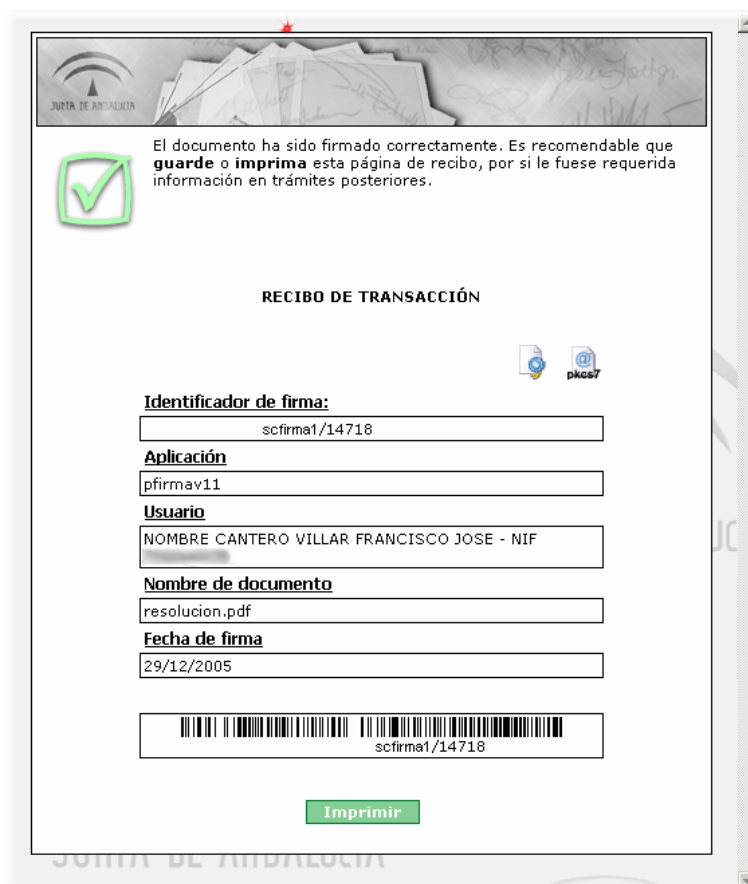 JUNTA DE ANDALUCIA
El documento ha sido firmado correctamente. Es recomendable que
guarde o imprima esta página de recibo, por si le fuese requerida
información en trámites posteriores.
RECIBO DE TRANSACCIÓN
pkcs7
Identificador de firma:
scfirma1/14718
Aplicación
pfirmav11
Usuario
NOMBRE CANTERO VILLAR FRANCISCO JOSE - NIF
Nombre de documento
resolucion.pdf
Fecha de firma
29/12/2005
scfirma1/14718
Imprimir
JUNTA DE ANDALUCIA